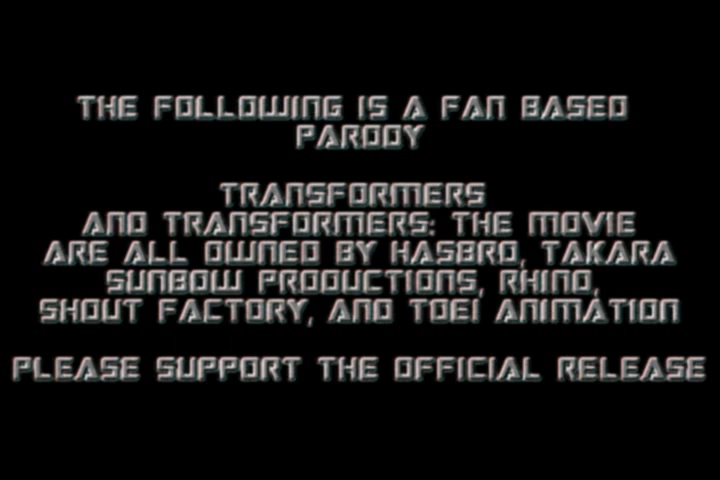 THE FOLLOWING IS A FAN BASED
PARODY
TRANSFORMERS
AND TRANSFORMERS: THE MOVIE
ARE ALL OWNED BY HASBRO, TAKARA
SUNBOW PRODUCTIONS, RHINO,
SHOUT FACTORY, AND TOEI ANIMATION
PLEASE SUPPORT THE OFFICIAL RELEASE